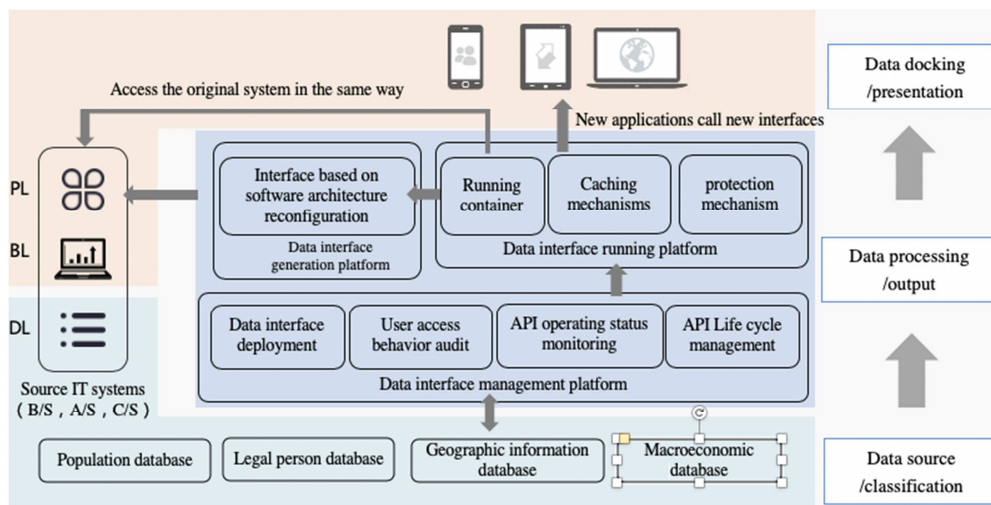 Access the original system in the same way
New applications call new interfaces
Data docking
/presentation
PL
BL
DL
Interface based on
software architecture
reconfiguration
Data interface
generation platform
Running
container
Caching
mechanisms
protection
mechanism
Data interface running platform
Data processing
/output
Data interface
deployment
User access
behavior audit
API operating status
monitoring
API Life cycle
management
Data interface management platform
Source IT systems
( B/S , A/S , C/S )
Population database
Legal person database
Geographic information
database
Macroeconomic
database
Data source
/classification